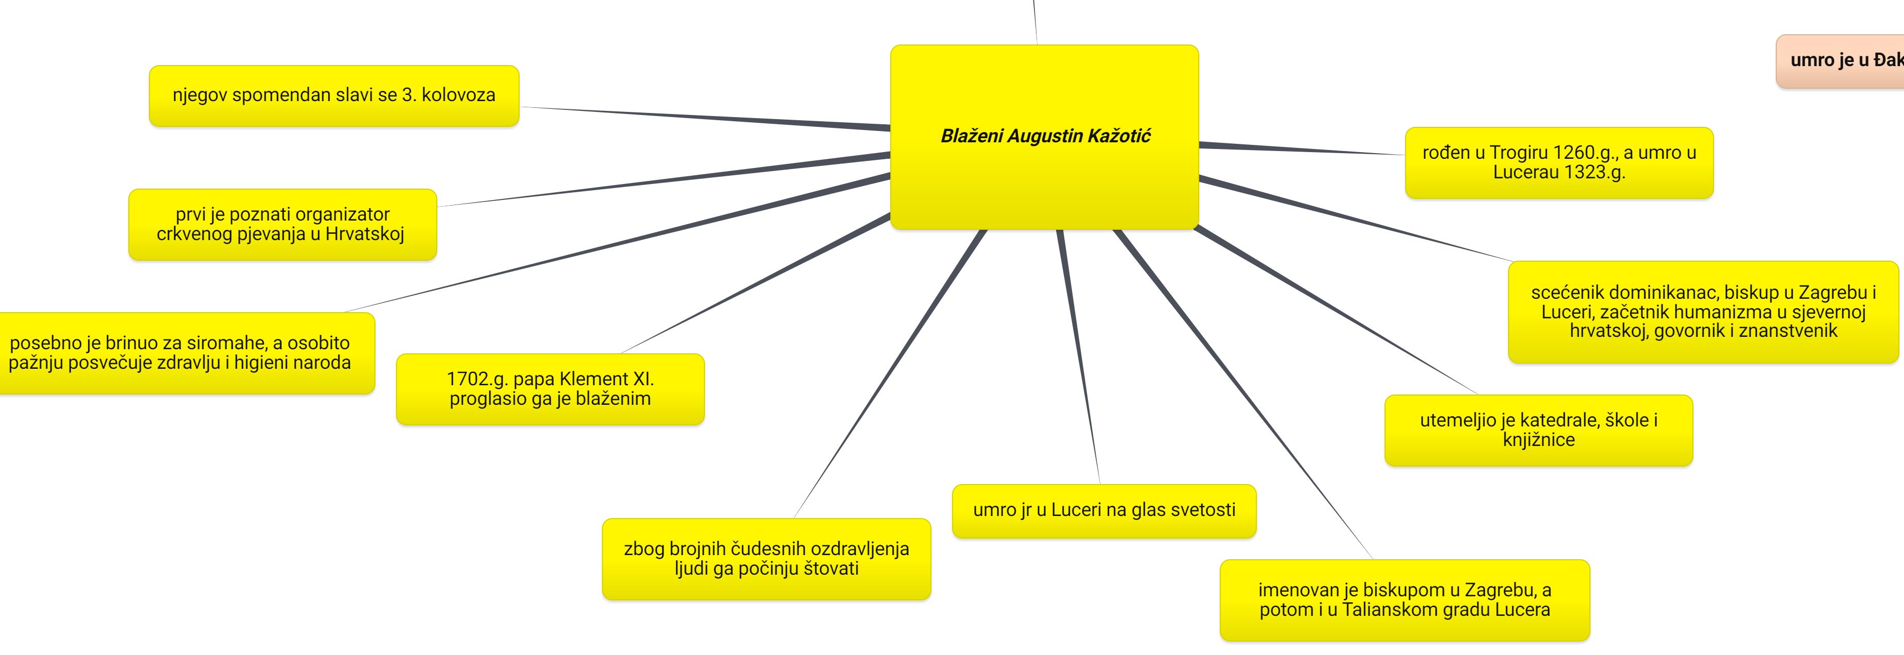 Blaženi Augustin Kažotić
njegov spomendan slavi se 3. kolovoza
prvi je poznati organizator
crkvenog pjevanja u Hrvatskoj
posebno je brinuo za siromahe, a osobito
pažnju posvečuje zdravlju i higieni naroda
1702.g. papa Klement XI.
proglasio ga je blaženim
zbog brojnih čudesnih ozdravljenja
ljudi ga počinju štovati
umro jr u Luceri na glas svetosti
imenovan je biskupom u Zagrebu, a
potom i u Talianskom gradu Lucera
utemeljio je katedrale, škole i
knjižnice
scećenik dominikanac, biskup u Zagrebu i
Luceri, začetnik humanizma u sjevernoj
hrvatskoj, govornik i znanstvenik
rođen u Trogiru 1260.g., a umro u
Lucerau 1323.g.
umro je u Đak